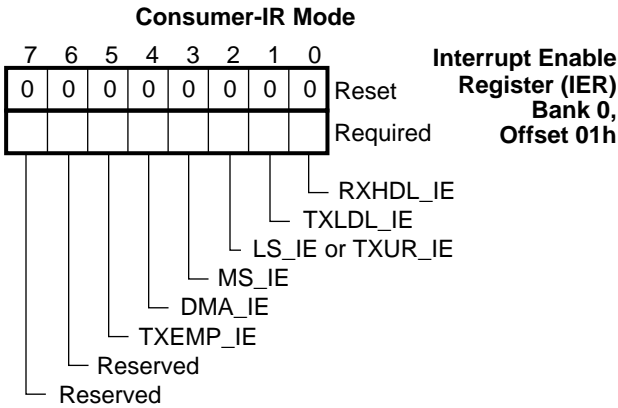 Consumer-IR Mode
7 6 5 4 3 2 1 0
Interrupt Enable
Register (IER)
Bank 0,
Offset 01h
0 0 0 0 0 0 0 0 Reset
Required
RXHDL_IE
TXLDL_IE
LS_IE or TXUR_IE
MS_IE
DMA_IE
TXEMP_IE
Reserved
Reserved